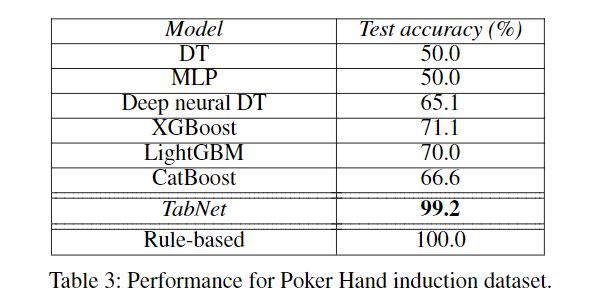 Model Test accuracy (%)
DT 50.0
MLP 50.0
Deep neural DT 65.1
XGBoost 71.1
LightGBM 70.0
CatBoost 66.6
TabNet 99.2
Rule-based 100.0
Table 3: Performance for Poker Hand induction dataset.